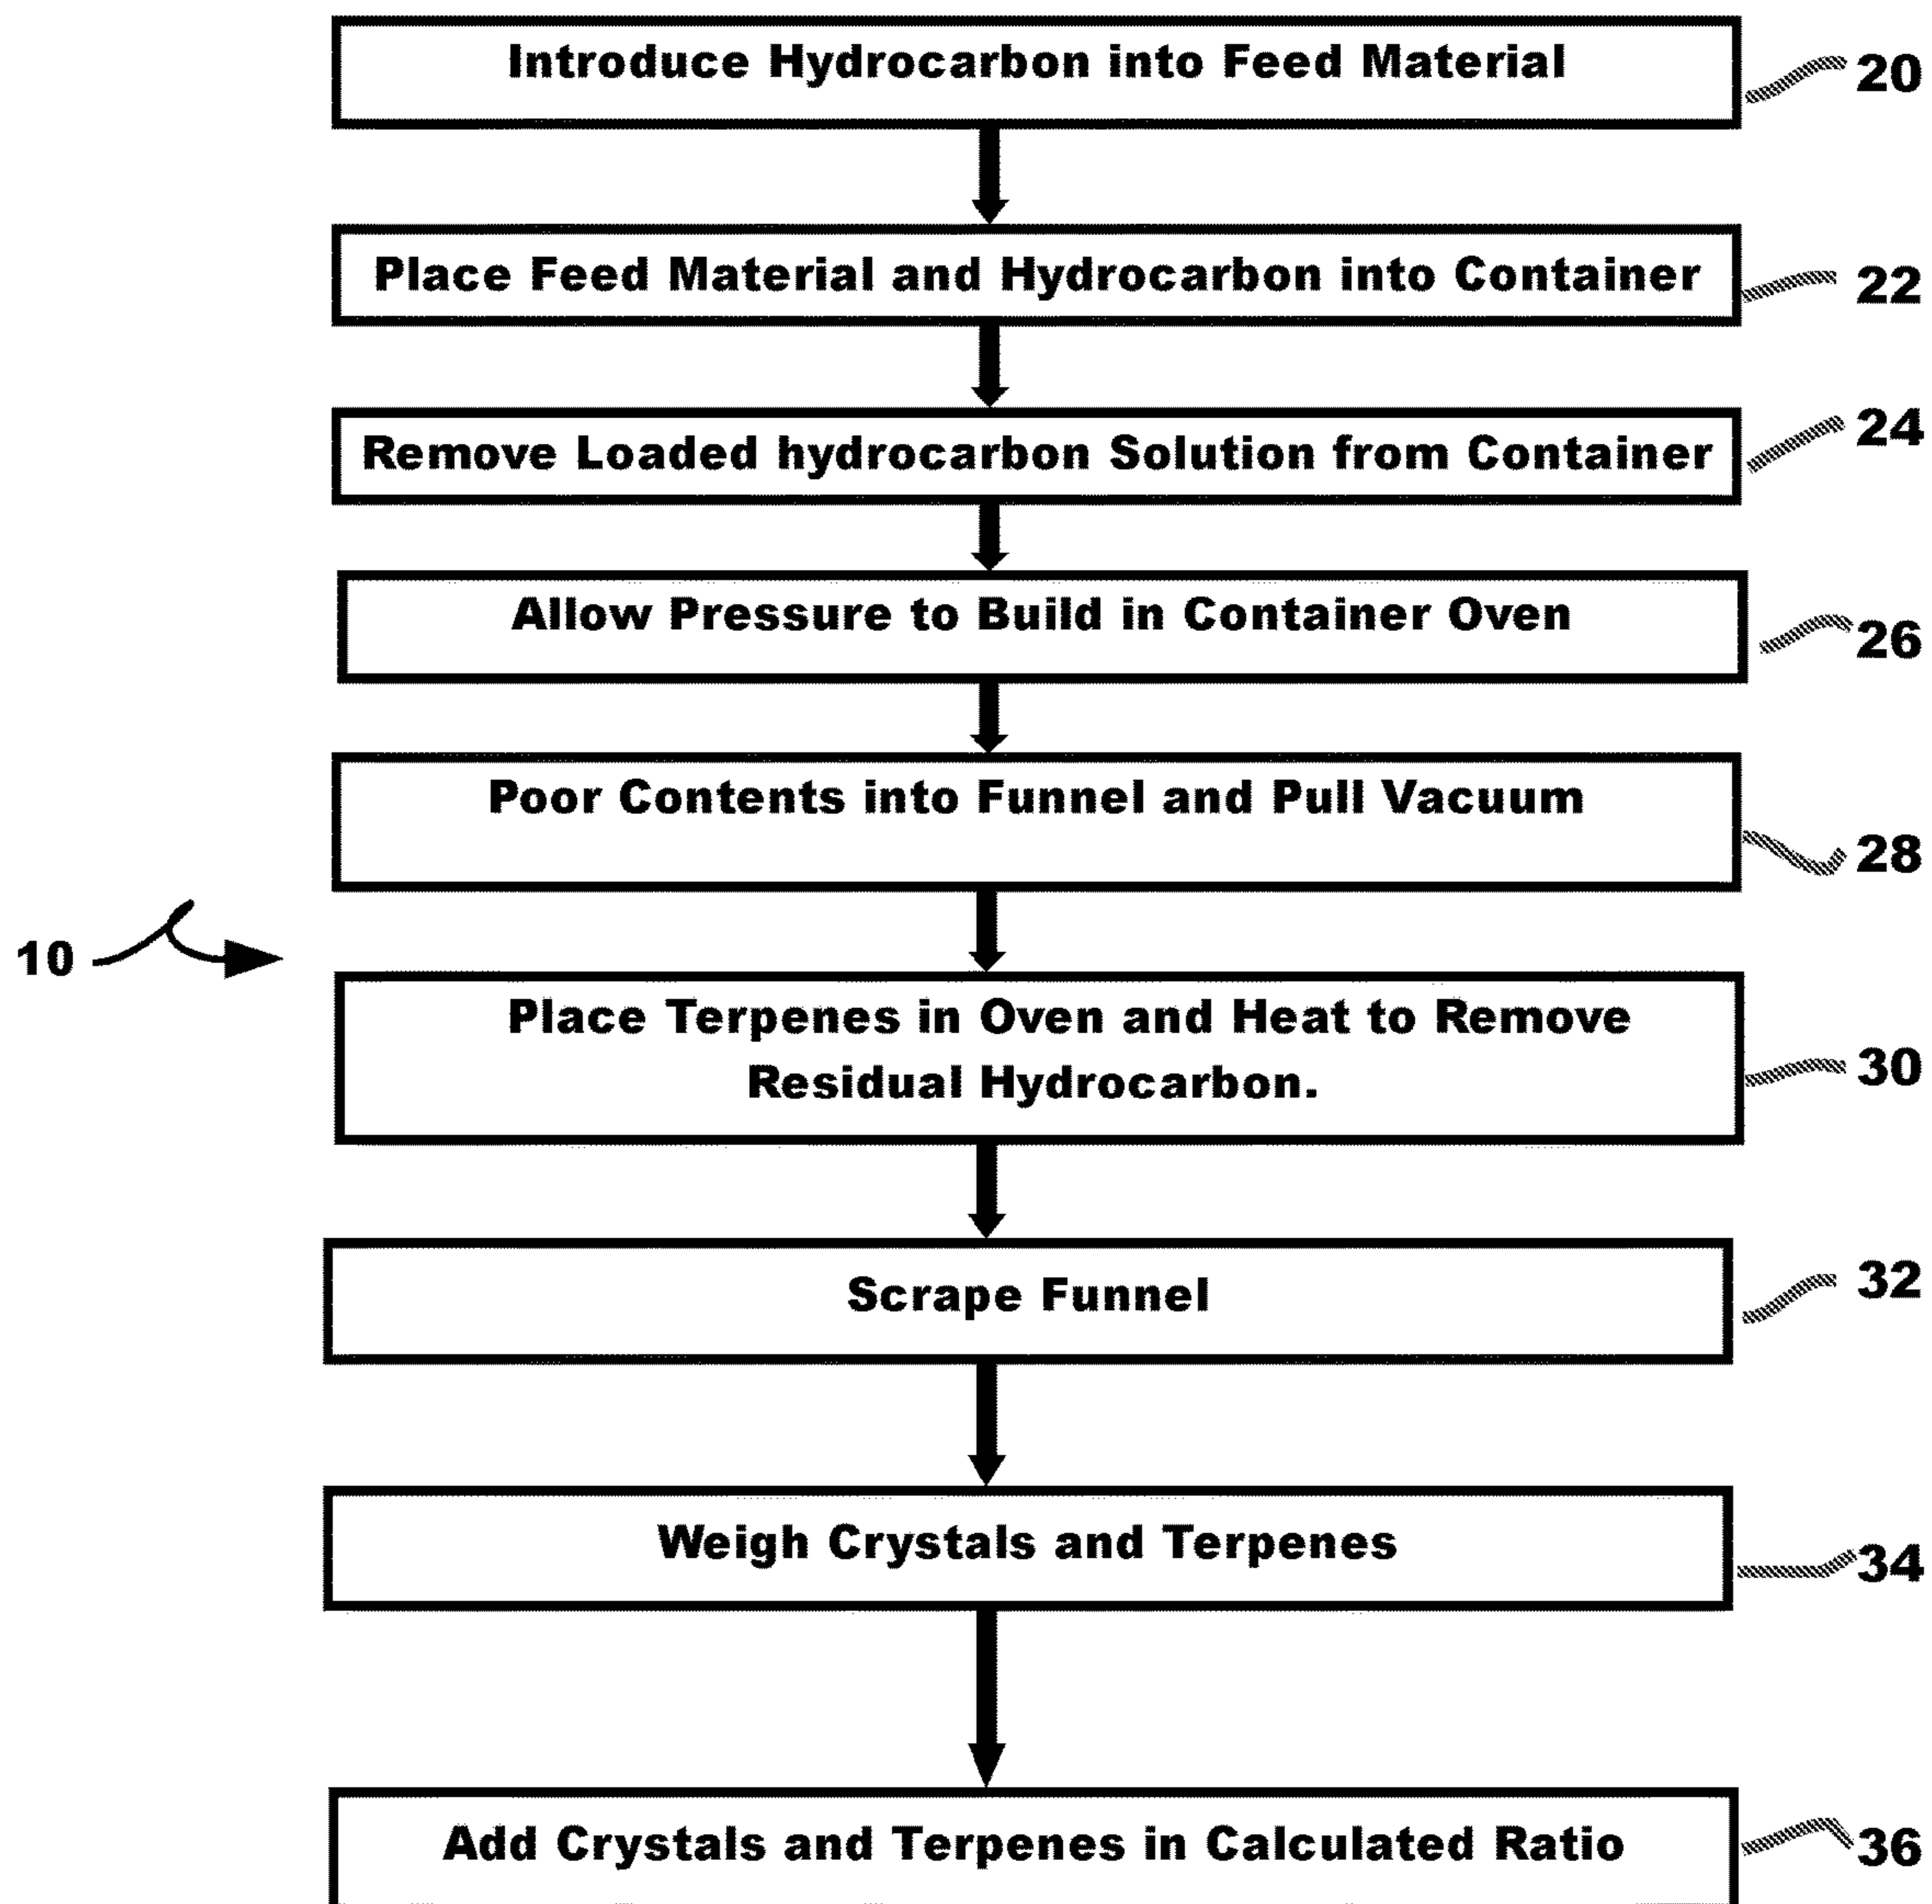 Introduce Hydrocarbon into Feed Material
20
Place Feed Material and Hydrocarbon into Container
22
Remove Loaded hydrocarbon Solution from Container
24
Allow Pressure to Build in Container Oven
26
Poor Contents into Funnel and Pull Vacuum
28
10
Place Terpenes in Oven and Heat to Remove
Residual Hydrocarbon.
30
Scrape Funnel
32
Weigh Crystals and Terpenes
34
Add Crystals and Terpenes in Calculated Ratio
36